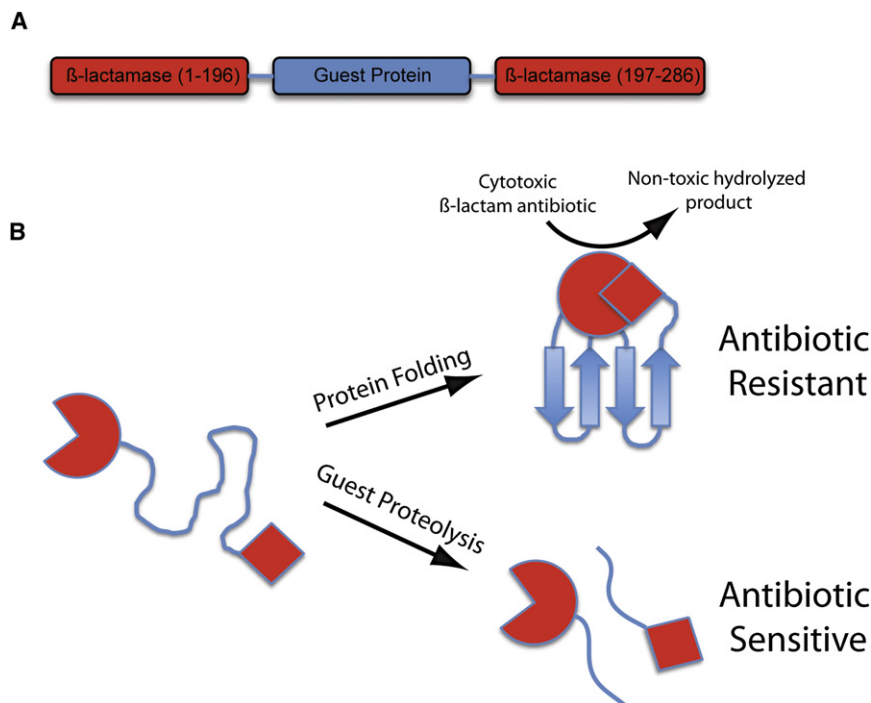 A
ß-lactamase (1-196)
Guest Protein
ß-lactamase (197-286)
B
Cytotoxic
ß-lactam antibiotic
Non-toxic hydrolyzed
product
Protein Folding
Antibiotic
Resistant
Guest Proteolysis
Antibiotic
Sensitive